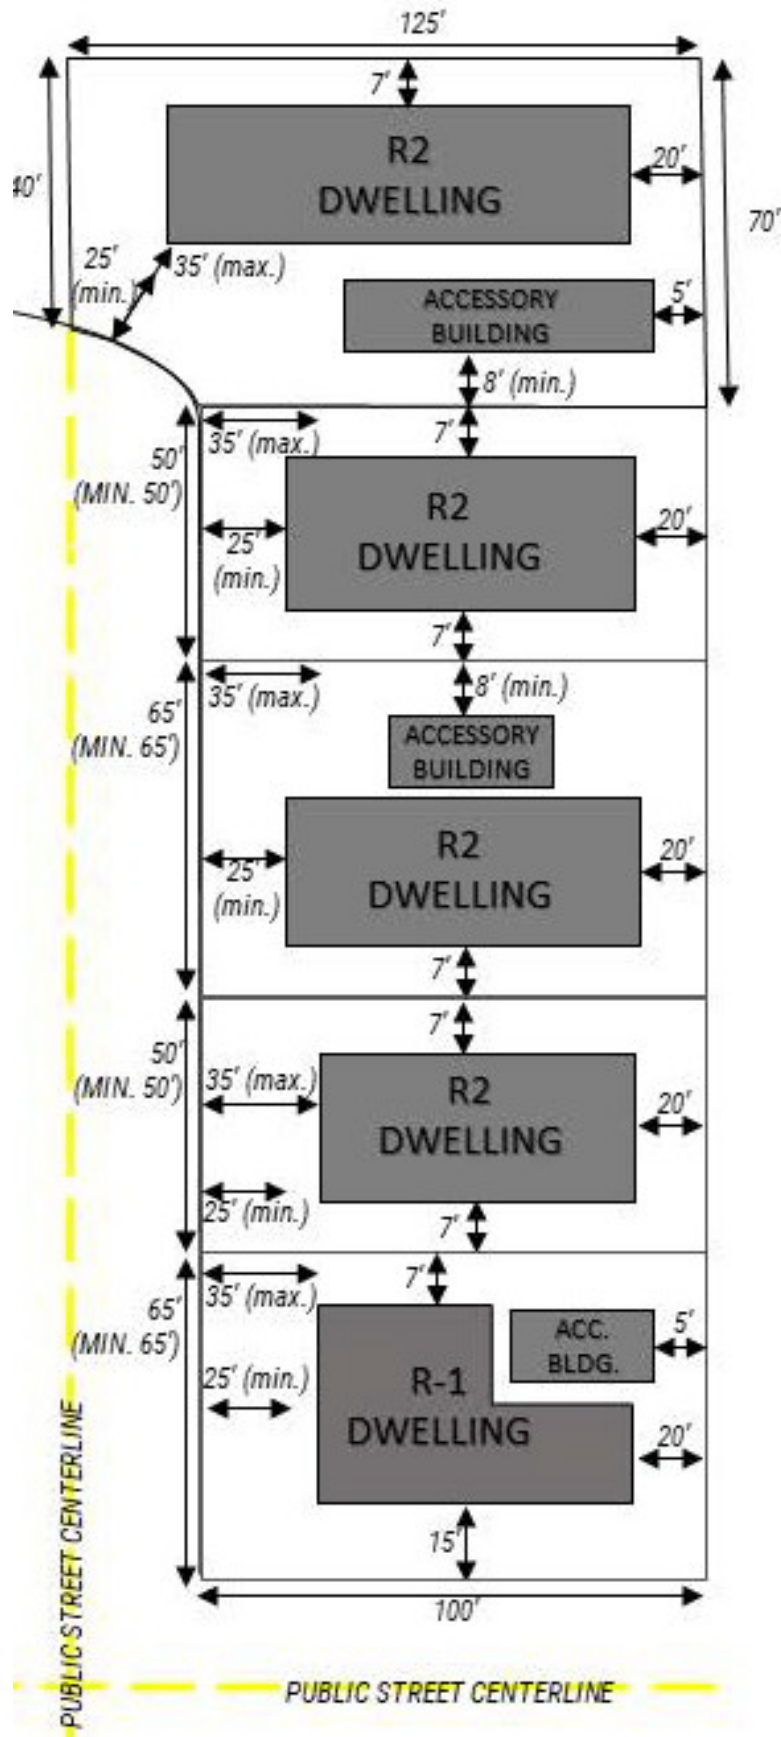 125'
7'
R2
DWELLING
20'
40'
70'
25'
(min.)
35' (max.)
ACCESSORY
BUILDING
5'
8' (min.)
35' (max.)
7'
50'
(MIN. 50')
R2
DWELLING
20'
25'
(min.)
7'
35' (max.)
8' (min.)
65'
(MIN. 65')
ACCESSORY
BUILDING
R2
DWELLING
20'
25'
(min.)
7'
7'
50'
(MIN. 50')
35' (max.)
R2
DWELLING
20'
25' (min.)
7'
7'
35' (max.)
65'
(MIN. 65')
ACC.
BLDG.
5'
25' (min.)
R-1
DWELLING
20'
15'
100'
PUBLIC STREET CENTERLINE
PUBLIC STREET CENTERLINE